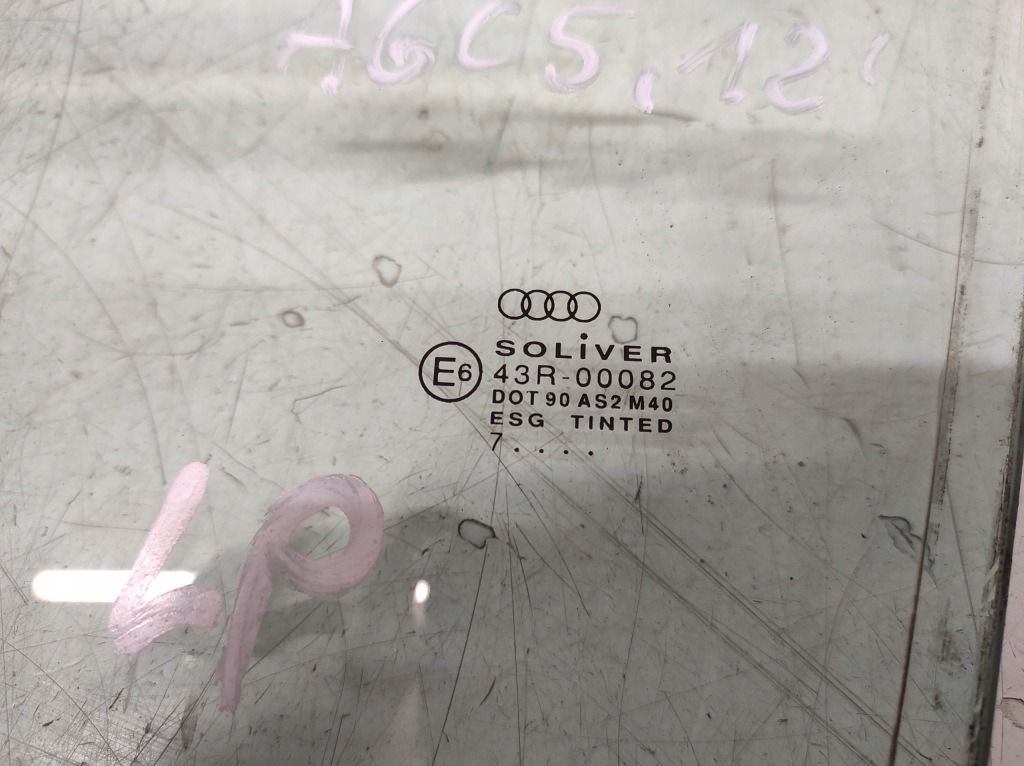 A6C5,12'
SOLiVER
E6 43R-00082
DOT 90 AS2 M40
ESG TINTED
7 . . . .
LP